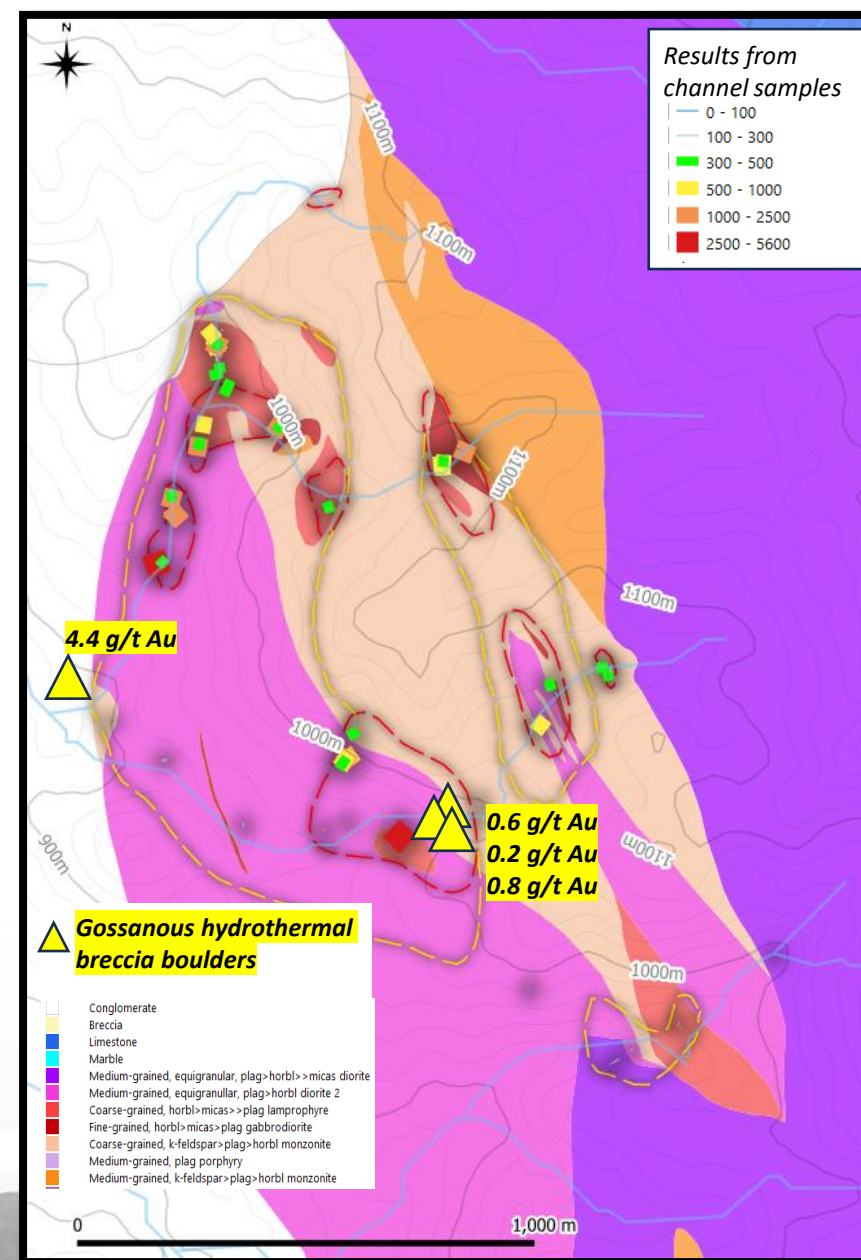 N
Results from
channel samples
0 - 100
100 - 300
300 - 500
500 - 1000
1000 - 2500
2500 - 5600
1100m
1100m
1000m
1100m
1100m
4.4 g/t Au
1000m
0.6 g/t Au
0.2 g/t Au
0.8 g/t Au
1100m
900m
1000m
Gossanous hydrothermal
breccia boulders
Conglomerate
Breccia
Limestone
Marble
Medium-grained, equigranular, plag>horbl>>micas diorite
Medium-grained, equigranullar, plag>horbl diorite 2
Coarse-grained, horbl>micas>>plag lamprophyre
Fine-grained, horbl>micas>plag gabbrodiorite
Coarse-grained, k-feldspar>plag>horbl monzonite
Medium-grained, plag porphyry
Medium-grained, k-feldspar>plag>horbl monzonite
0
1,000 m